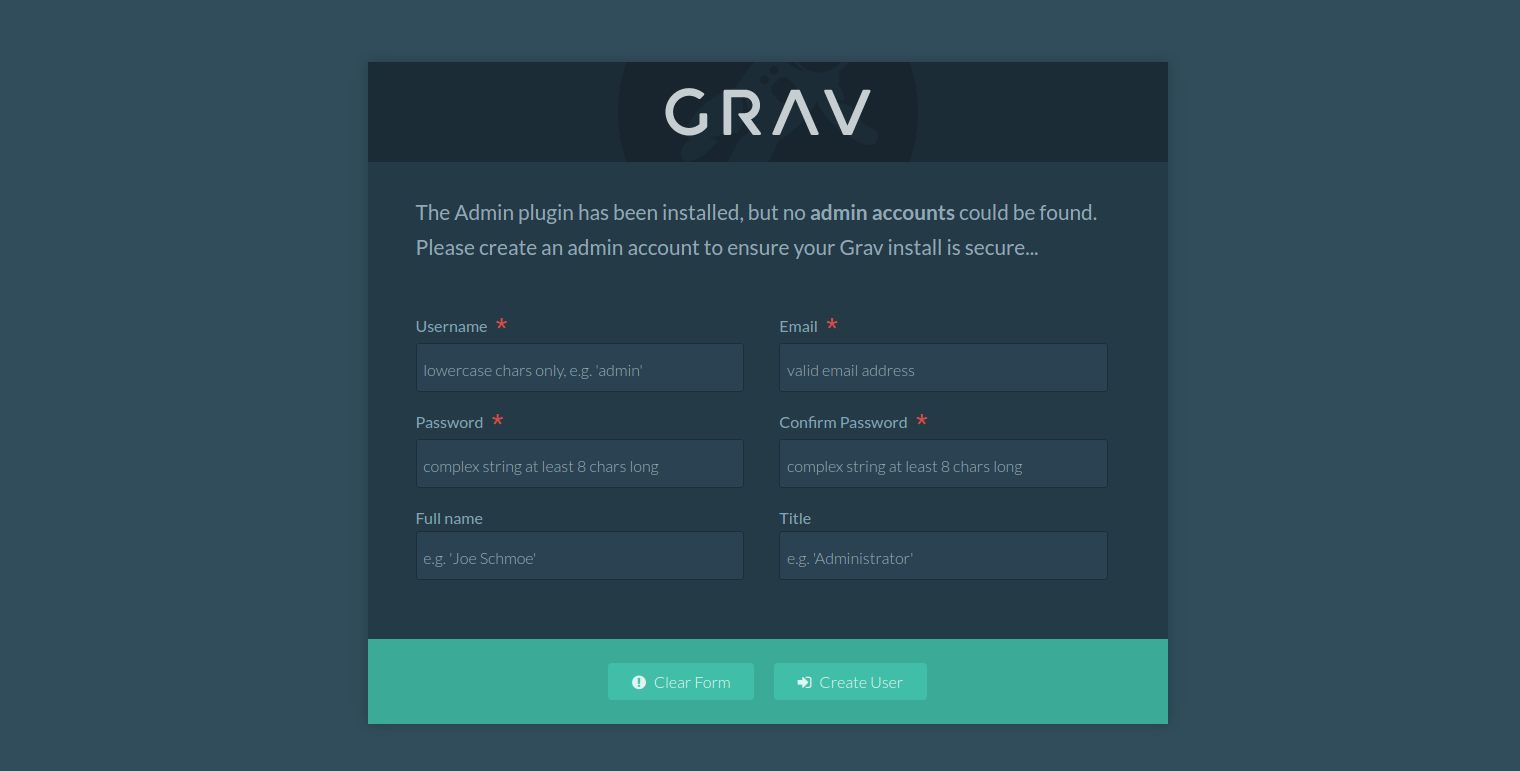 GRAV
The Admin plugin has been installed, but no admin accounts could be found.
Please create an admin account to ensure your Grav install is secure...
Username *
Email *
lowercase chars only, e.g. 'admin'
valid email address
Password *
Confirm Password *
complex string at least 8 chars long
complex string at least 8 chars long
Full name
Title
e.g. 'Joe Schmoe'
e.g. 'Administrator'
Clear Form
Create User